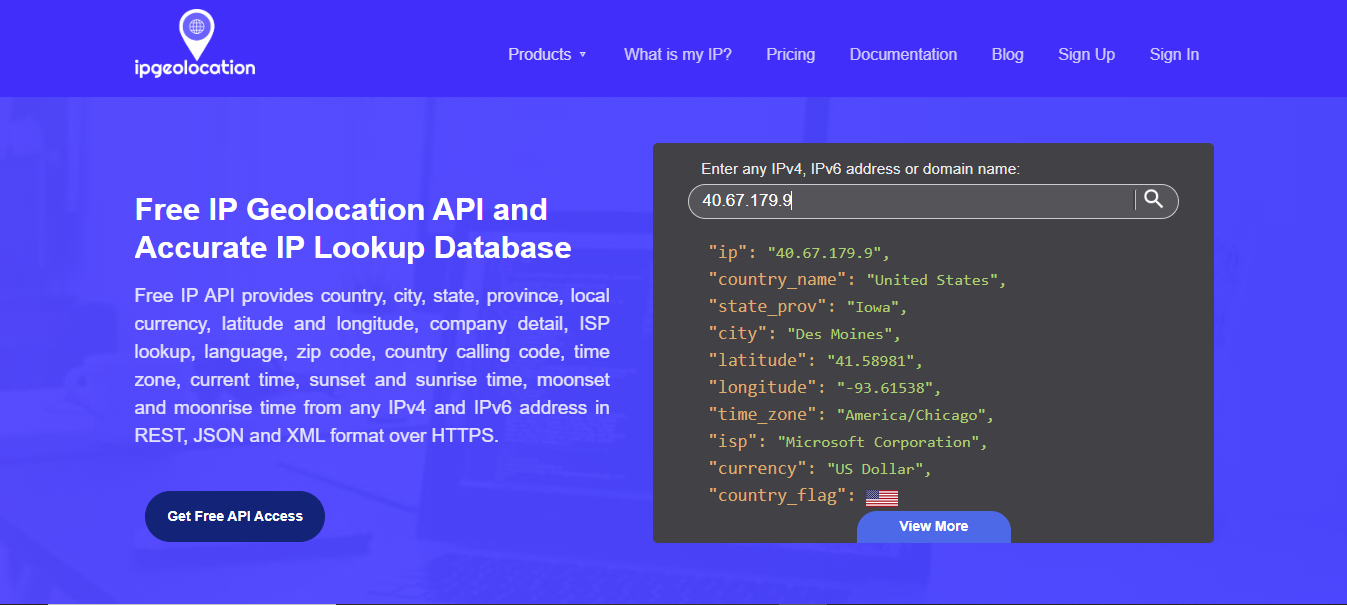 ipgeolocation
Products ▼ What is my IP? Pricing Documentation Blog Sign Up Sign In
Free IP Geolocation API and
Accurate IP Lookup Database
Free IP API provides country, city, state, province, local
currency, latitude and longitude, company detail, ISP
lookup, language, zip code, country calling code, time
zone, current time, sunset and sunrise time, moonset
and moonrise time from any IPv4 and IPv6 address in
REST, JSON and XML format over HTTPS.
Get Free API Access
Enter any IPv4, IPv6 address or domain name:
40.67.179.9
"ip": "40.67.179.9",
"country_name": "United States",
"state_prov": "Iowa",
"city": "Des Moines",
"latitude": "41.58981",
"longitude": "-93.61538",
"time_zone": "America/Chicago",
"isp": "Microsoft Corporation",
"currency": "US Dollar",
"country_flag":
View More